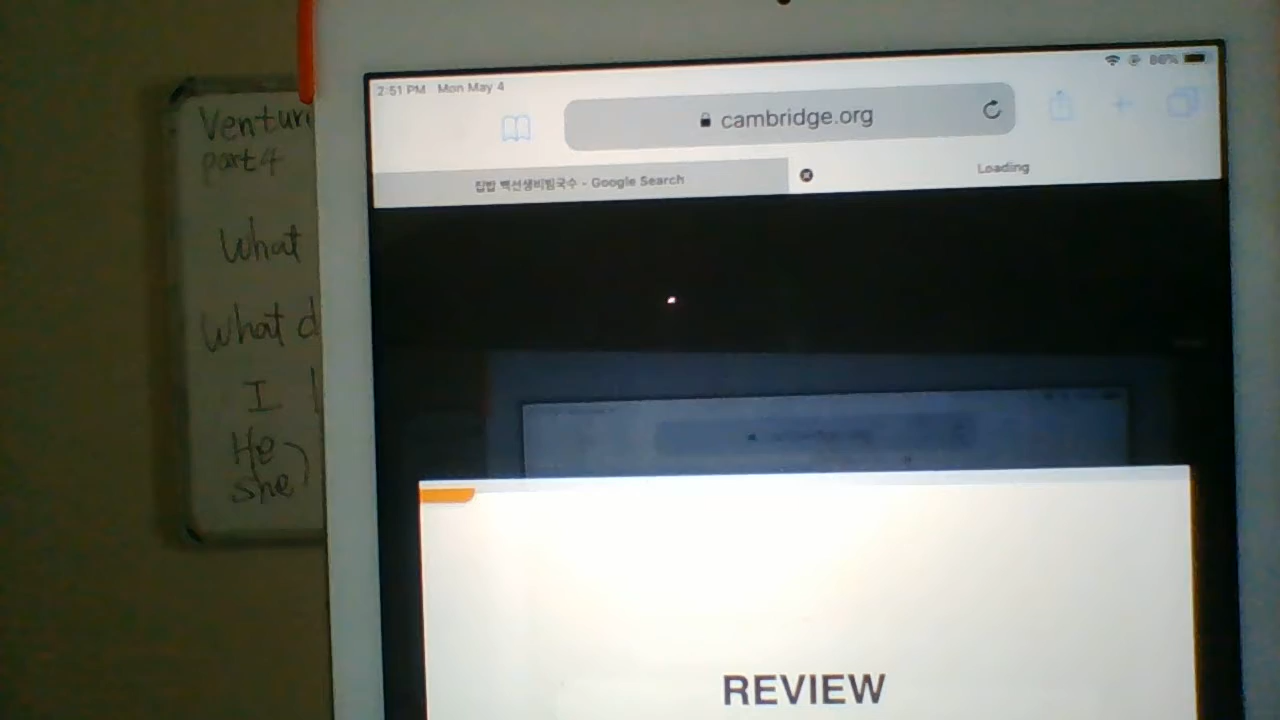 2:51 PM Mon May 4
86%
cambridge.org
집밥 백선생비빔국수 - Google Search
Loading
REVIEW
Ventur
part 4
What
What d
I
He
She